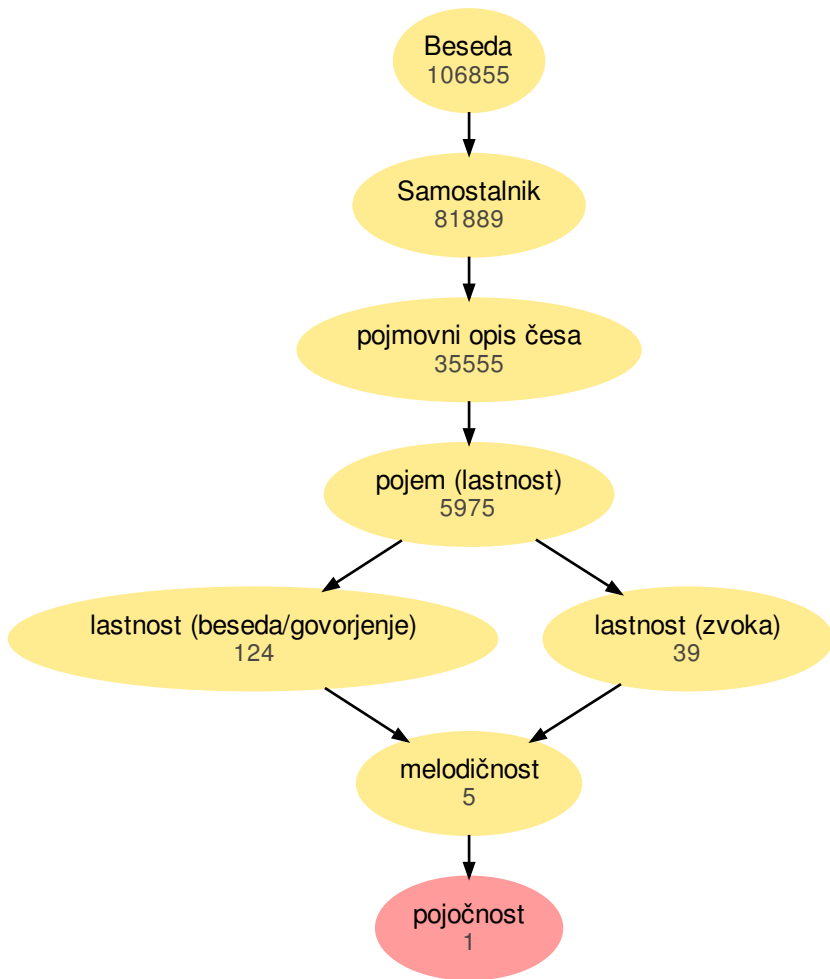 Beseda
106855
Samostalnik
81889
pojmovni opis česa
35555
pojem (lastnost)
5975
lastnost (beseda/govorjenje)
124
lastnost (zvoka)
39
melodičnost
5
pojočnost
1